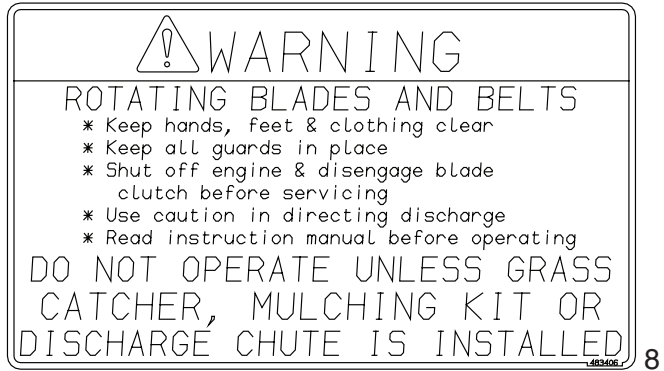 WARNING
ROTATING BLADES AND BELTS
* Keep hands, feet & clothing clear
* Keep all guards in place
* Shut off engine & disengage blade
clutch before servicing
* Use caution in directing discharge
* Read instruction manual before operating
DO NOT OPERATE UNLESS GRASS
CATCHER, MULCHING KIT OR
DISCHARGE CHUTE IS INSTALLED
483406
8